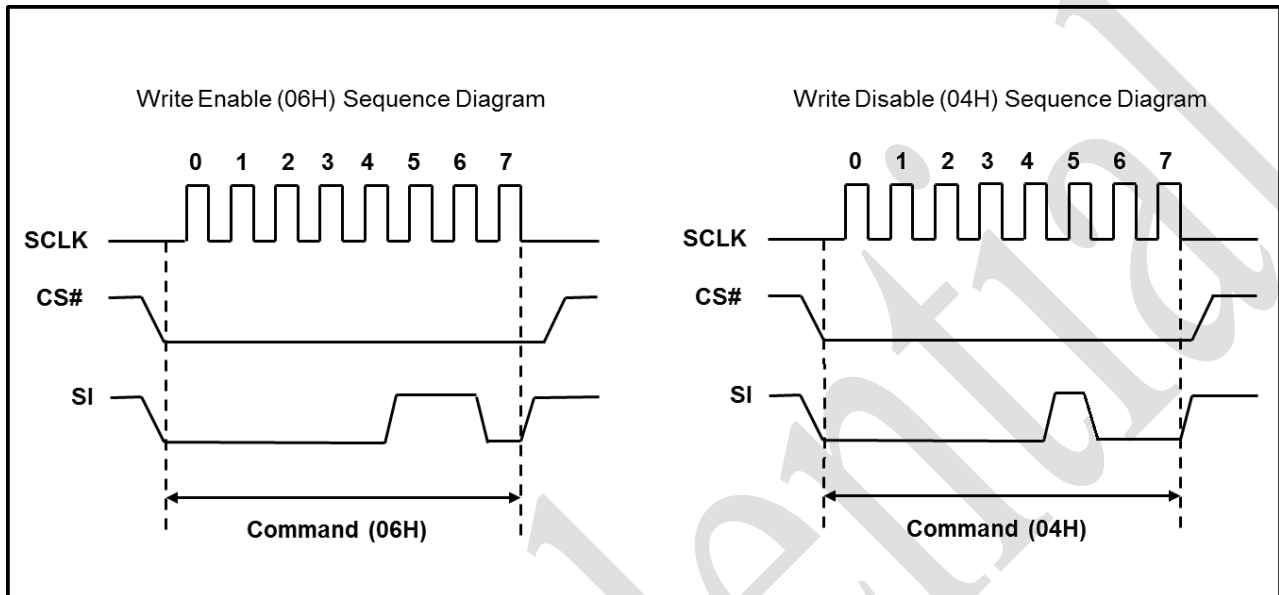 Write Enable (06H) Sequence Diagram
0 1 2 3 4 5 6 7
SCLK
CS#
SI
Command (06H)
Write Disable (04H) Sequence Diagram
0 1 2 3 4 5 6 7
SCLK
CS#
SI
Command (04H)